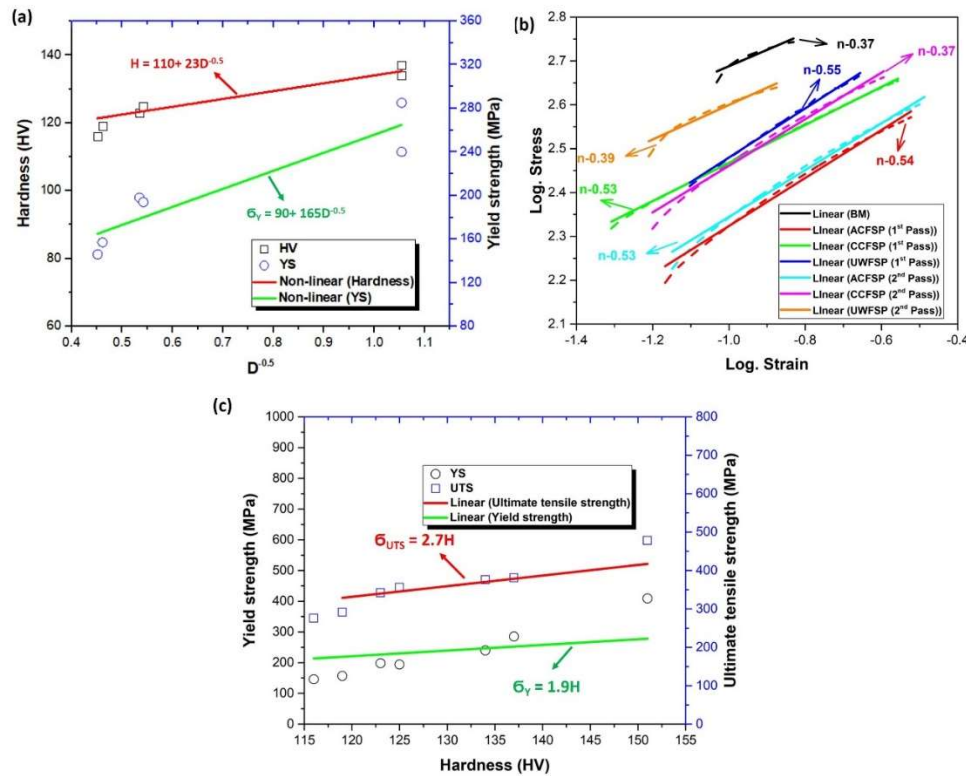 (a)
H = 110+ 23D^-0.5
ϬY = 90+ 165D^-0.5
HV
YS
Non-linear (Hardness)
Non-linear (YS)
Hardness (HV)
60
80
100
120
140
Yield strength (MPa)
80
120
160
200
240
280
320
360
0.4 0.5 0.6 0.7 0.8 0.9 1.0 1.1
D^-0.5
(b)
n-0.37
n-0.37
n-0.55
n-0.39
n-0.53
n-0.54
n-0.53
Linear (BM)
LInear (ACFSP (1st Pass))
LInear (CCFSP (1st Pass))
LInear (UWFSP (1st Pass))
LInear (ACFSP (2nd Pass))
LInear (CCFSP (2nd Pass))
LInear (UWFSP (2nd Pass))
Log. Stress
2.1
2.2
2.3
2.4
2.5
2.6
2.7
2.8
-1.4 -1.2 -1.0 -0.8 -0.6 -0.4
Log. Strain
(c)
YS
UTS
Linear (Ultimate tensile strength)
Linear (Yield strength)
ϬUTS = 2.7H
ϬY = 1.9H
Yield strength (MPa)
0
100
200
300
400
500
600
700
800
900
1000
Ultimate tensile strength (MPa)
0
100
200
300
400
500
600
700
800
115 120 125 130 135 140 145 150 155
Hardness (HV)